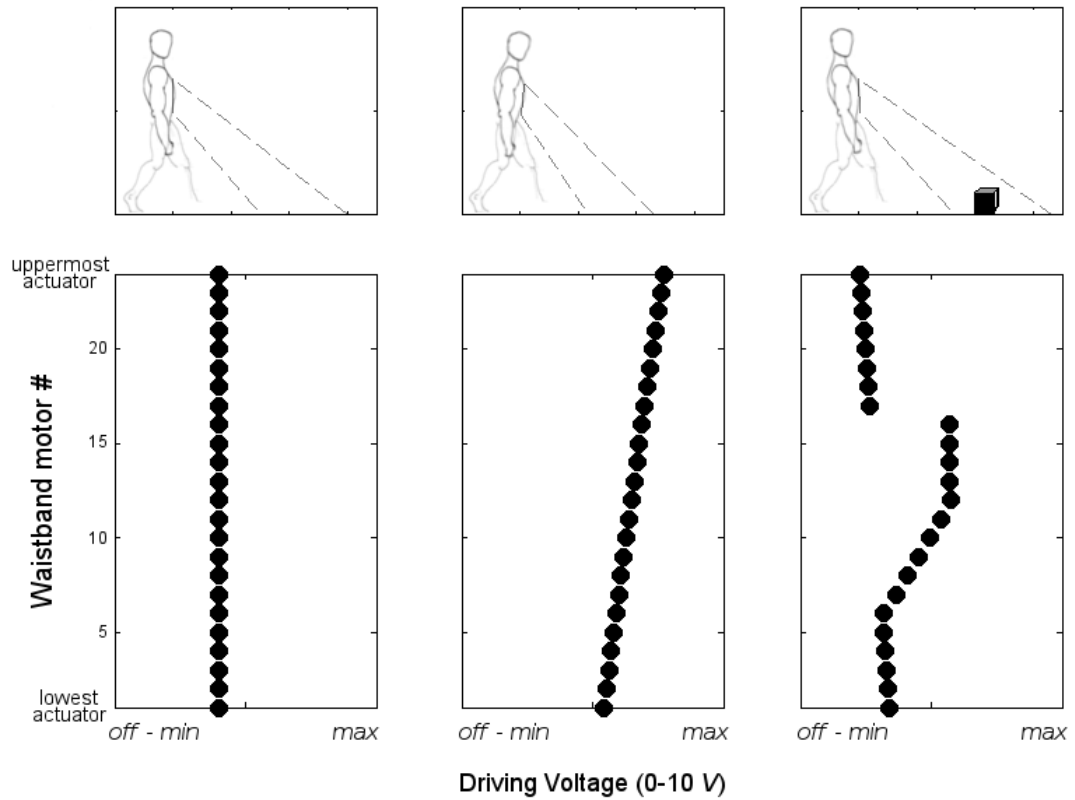 uppermost
actuator
20
15
10
5
lowest
actuator
Waistband motor #
off - min
max
off - min
max
off - min
max
Driving Voltage (0-10 V)